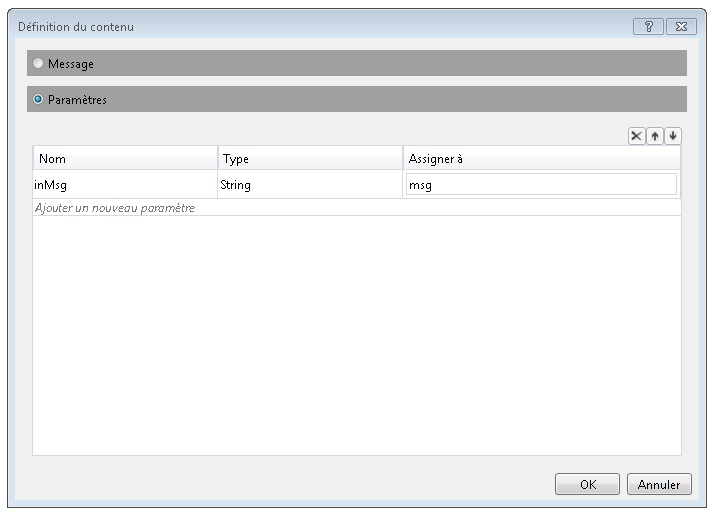 Définition du contenu
?
Message
Paramètres
Nom Type Assigner à
inMsg String msg
Ajouter un nouveau paramètre
OK Annuler